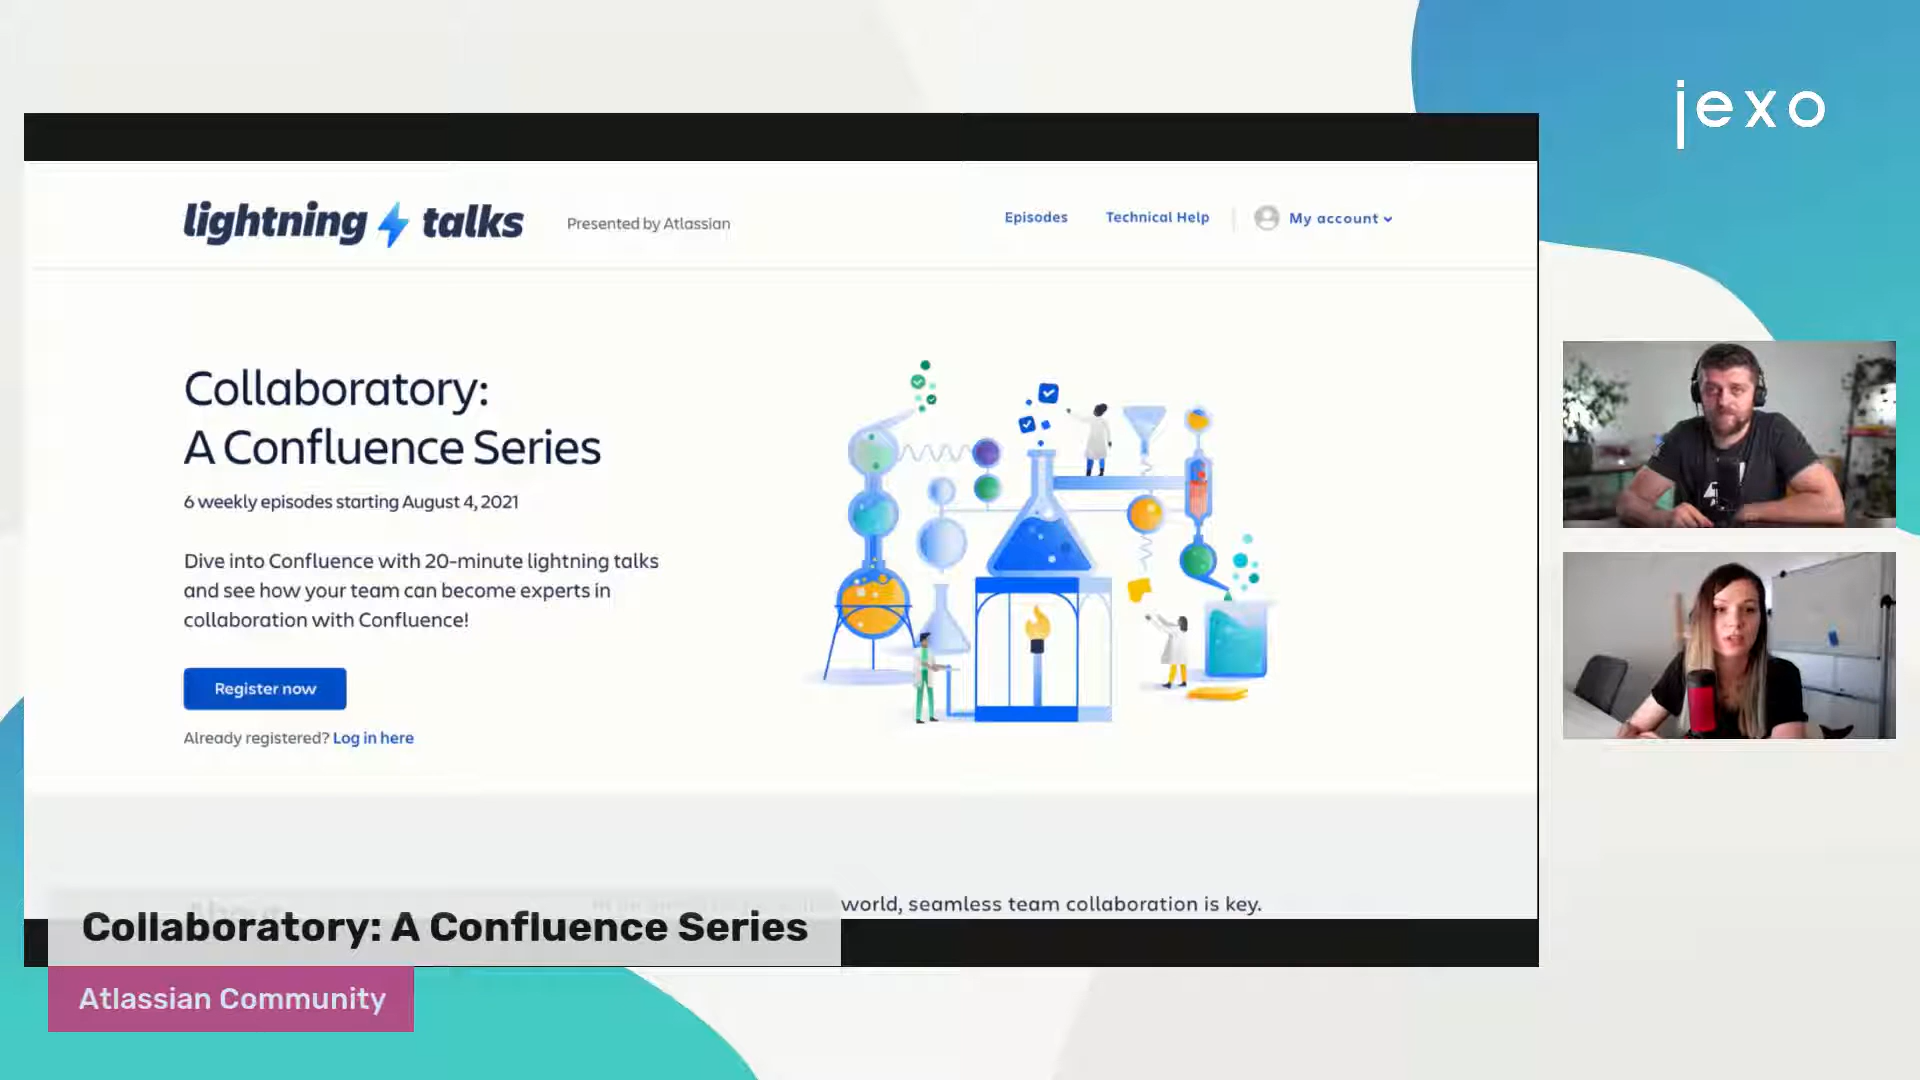 jexo
lightning talks
Presented by Atlassian
Episodes
Technical Help
My account
Collaboratory:
A Confluence Series
6 weekly episodes starting August 4, 2021
Dive into Confluence with 20-minute lightning talks
and see how your team can become experts in
collaboration with Confluence!
Register now
Already registered? Log in here
About
world, seamless team collaboration is key.
Collaboratory: A Confluence Series
Atlassian Community